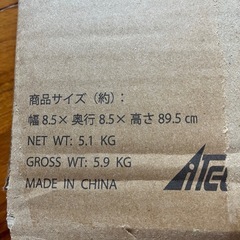 商品サイズ（約）：
幅 8.5× 奥行 8.5× 高さ 89.5 cm
NET WT: 5.1 KG
GROSS WT: 5.9 KG
MADE IN CHINA